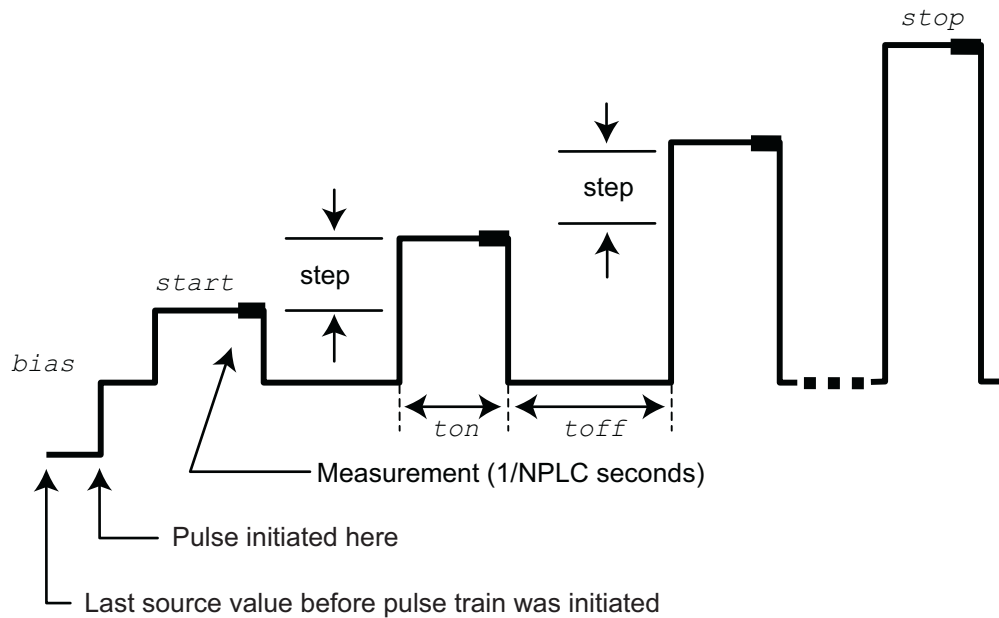 stop
step
step
start
bias
ton
toff
Measurement (1/NPLC seconds)
Pulse initiated here
Last source value before pulse train was initiated